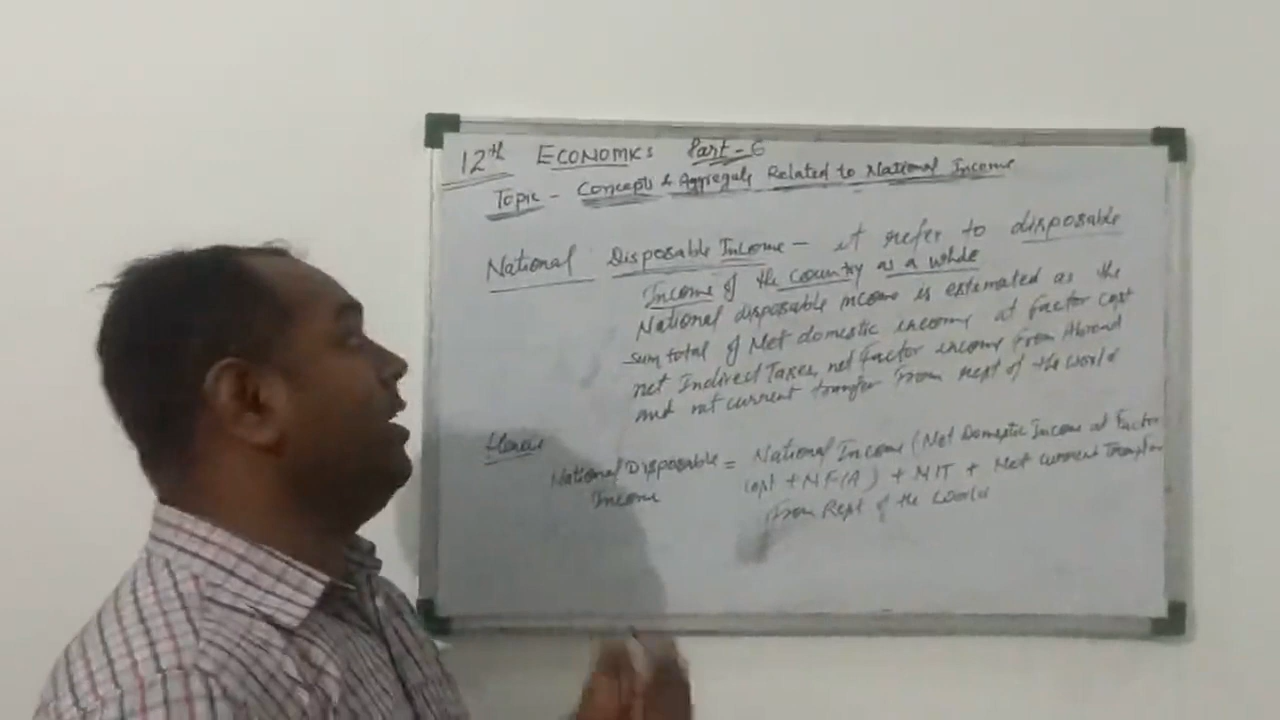 12th ECONOMICS Part-6
Topic - Concepts & Aggregates Related to National Income
National Disposable Income - it refer to disposable
Income of the Country as a whole
National disposable income is estimated as the
sum total of Net domestic income at factor cost
net Indirect Taxes, net factor income from Abroad
and net current transfer from rest of the world
Hence
National Disposable Income = National Income (Net Domestic Income at Factor
cost + NFIA) + NIT + Net current Transfer
From Rest of the World